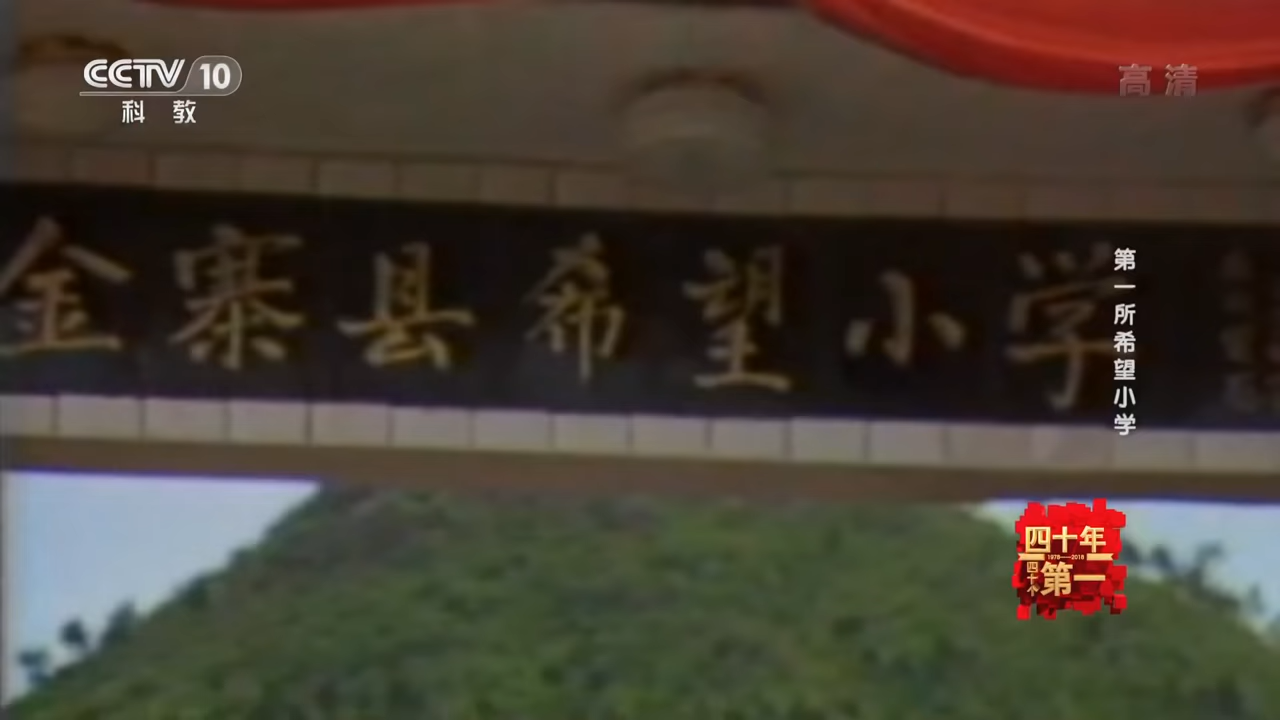 CCTV 10
科教
高清
金寨县希望小学
第一所希望小学
四十年
1978——2018
四十个
第一